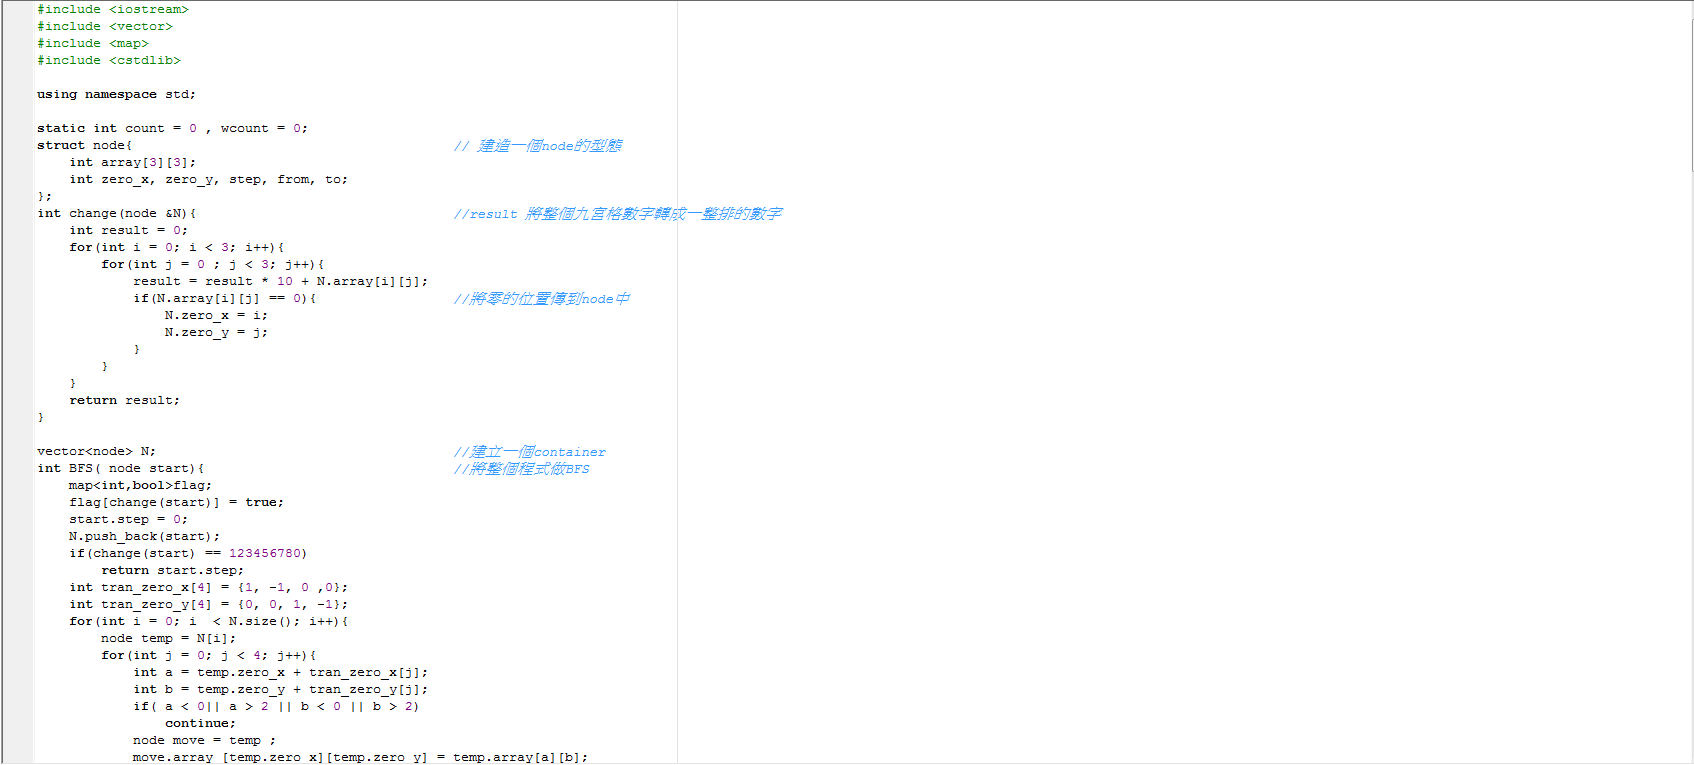 #include <iostream>
#include <vector>
#include <map>
#include <cstdlib>
using namespace std;
static int count = 0 , wcount = 0;
struct node{ // 建造一個node的型態
int array[3][3];
int zero_x, zero_y, step, from, to;
};
int change(node &N){ //result 將整個九宮格數字轉成一整排的數字
int result = 0;
for(int i = 0; i < 3; i++){
for(int j = 0 ; j < 3; j++){
result = result * 10 + N.array[i][j];
if(N.array[i][j] == 0){ //將零的位置傳到node中
N.zero_x = i;
N.zero_y = j;
}
}
}
return result;
}
vector<node> N; //建立一個container
int BFS( node start){ //將整個程式做BFS
map<int,bool>flag;
flag[change(start)] = true;
start.step = 0;
N.push_back(start);
if(change(start) == 123456780)
return start.step;
int tran_zero_x[4] = {1, -1, 0 ,0};
int tran_zero_y[4] = {0, 0, 1, -1};
for(int i = 0; i  < N.size(); i++){
node temp = N[i];
for(int j = 0; j < 4; j++){
int a = temp.zero_x + tran_zero_x[j];
int b = temp.zero_y + tran_zero_y[j];
if( a < 0|| a > 2 || b < 0 || b > 2)
continue;
node move = temp ;
move.array [temp.zero_x][temp.zero_y] = temp.array[a][b];